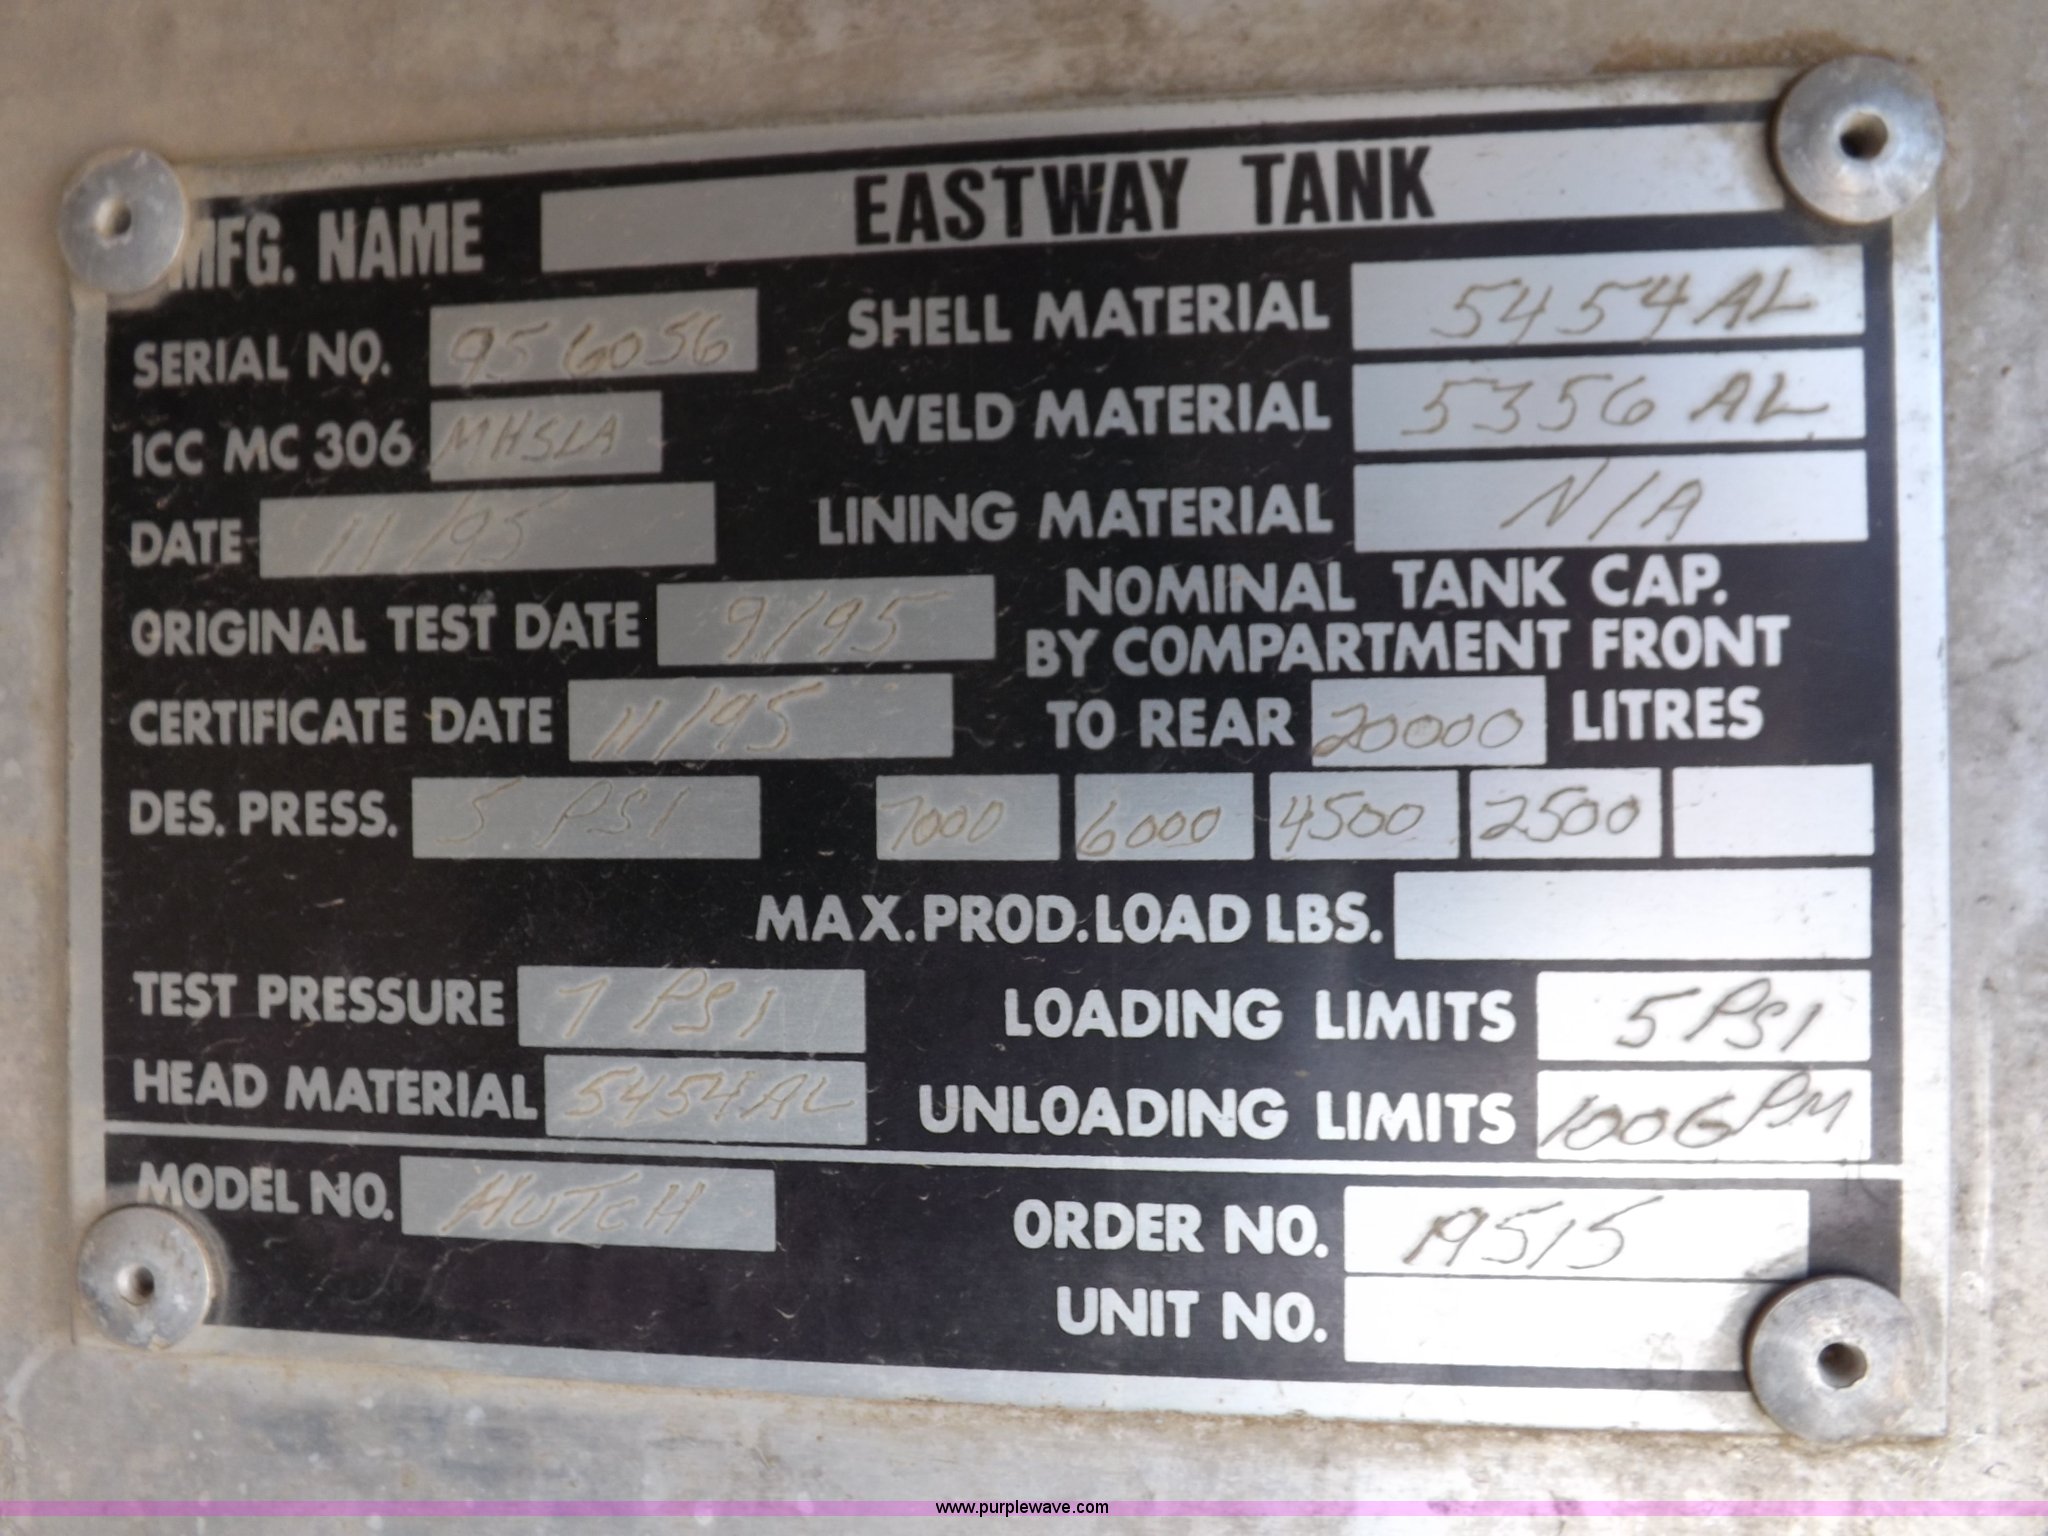 MFG. NAME EASTWAY TANK
SERIAL NO. 956056
SHELL MATERIAL 5454 AL
ICC MC 306 MHSLA
WELD MATERIAL 5356 AL
DATE 11/95
LINING MATERIAL N/A
ORIGINAL TEST DATE 9/95
NOMINAL TANK CAP.
BY COMPARTMENT FRONT
CERTIFICATE DATE 11/95
TO REAR 20000 LITRES
DES. PRESS. 5 PSI
7000 6000 4500 2500
MAX. PROD. LOAD LBS.
TEST PRESSURE 7 PSI
LOADING LIMITS 5 PSI
HEAD MATERIAL 5454 AL
UNLOADING LIMITS 100 GPM
MODEL NO. HUTCH
ORDER NO. 19515
UNIT NO.
www.purplewave.com